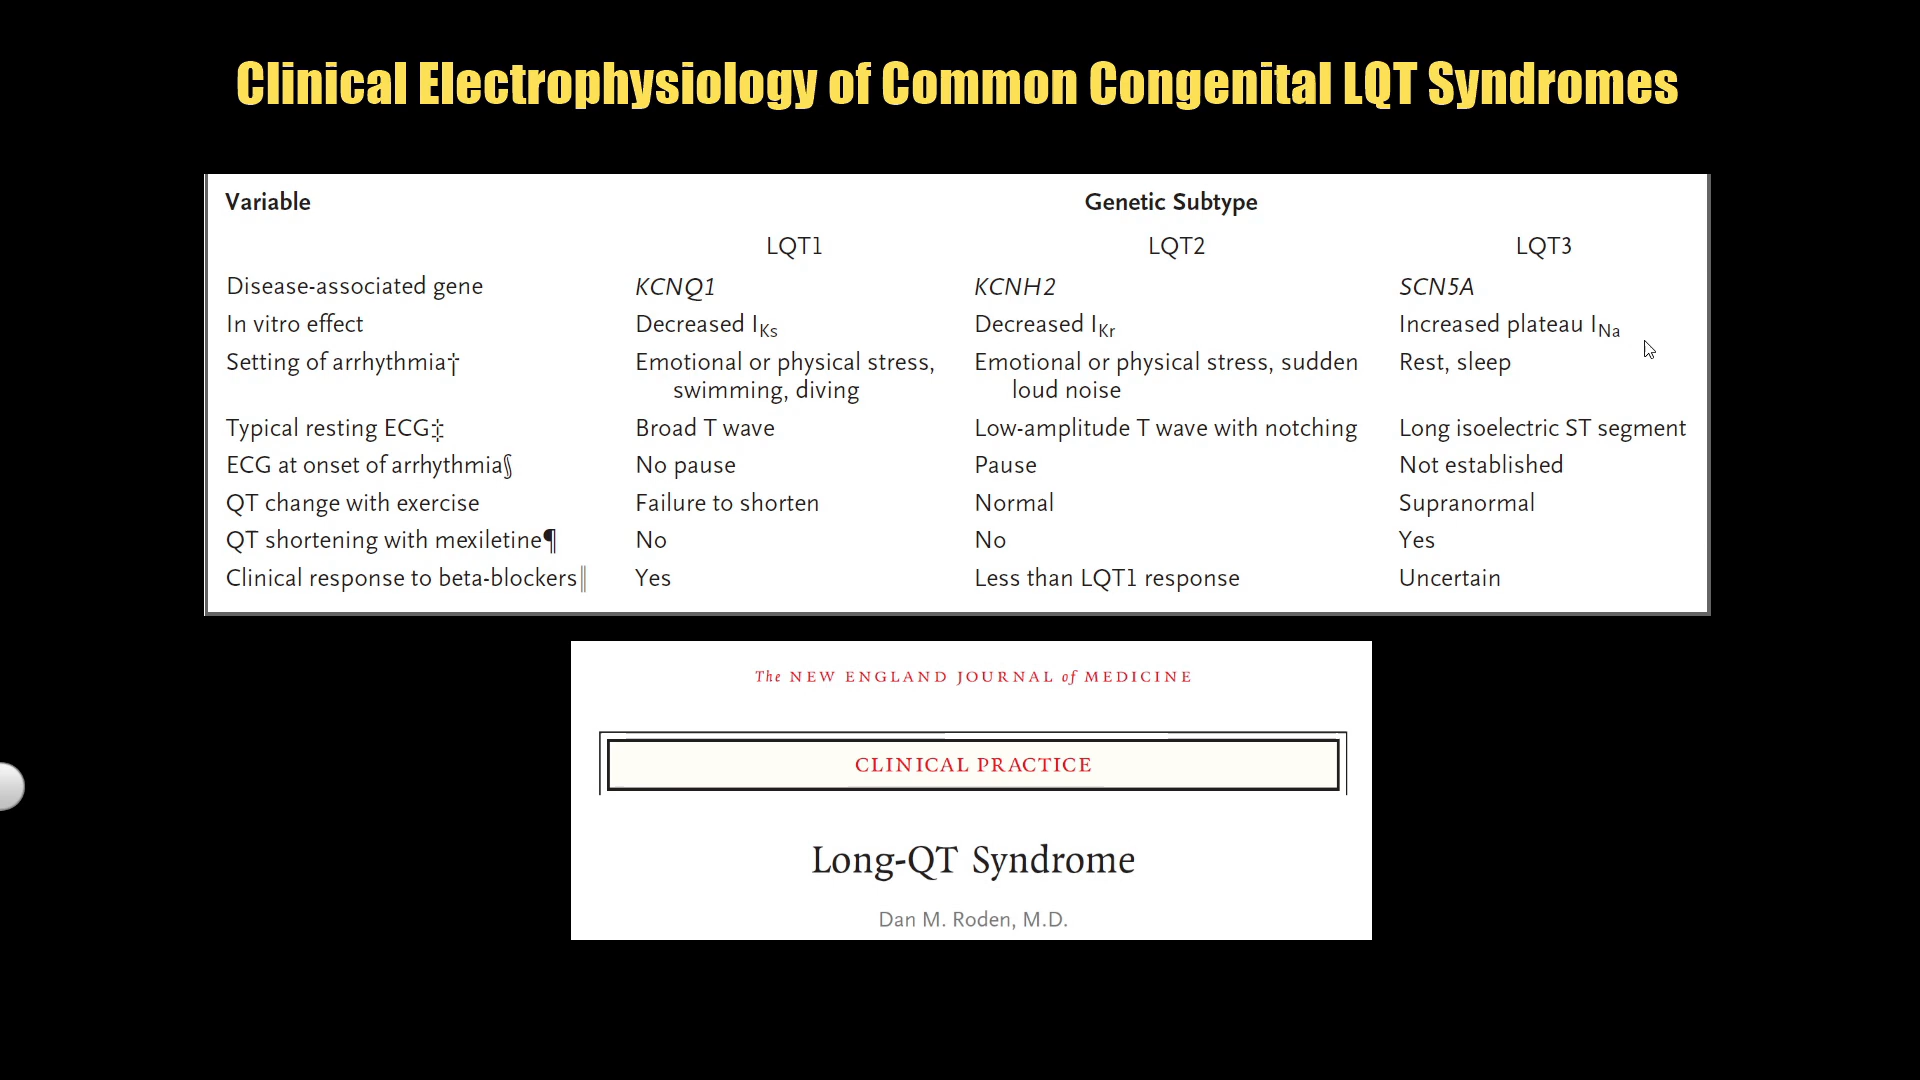 Clinical Electrophysiology of Common Congenital LQT Syndromes
Variable Genetic Subtype
LQT1 LQT2 LQT3
Disease-associated gene KCNQ1 KCNH2 SCN5A
In vitro effect Decreased IKs Decreased IKr Increased plateau INa
Setting of arrhythmia† Emotional or physical stress, Emotional or physical stress, sudden Rest, sleep
swimming, diving loud noise
Typical resting ECG‡ Broad T wave Low-amplitude T wave with notching Long isoelectric ST segment
ECG at onset of arrhythmia§ No pause Pause Not established
QT change with exercise Failure to shorten Normal Supranormal
QT shortening with mexiletine¶ No No Yes
Clinical response to beta-blockers‖ Yes Less than LQT1 response Uncertain
The NEW ENGLAND JOURNAL of MEDICINE
CLINICAL PRACTICE
Long-QT Syndrome
Dan M. Roden, M.D.